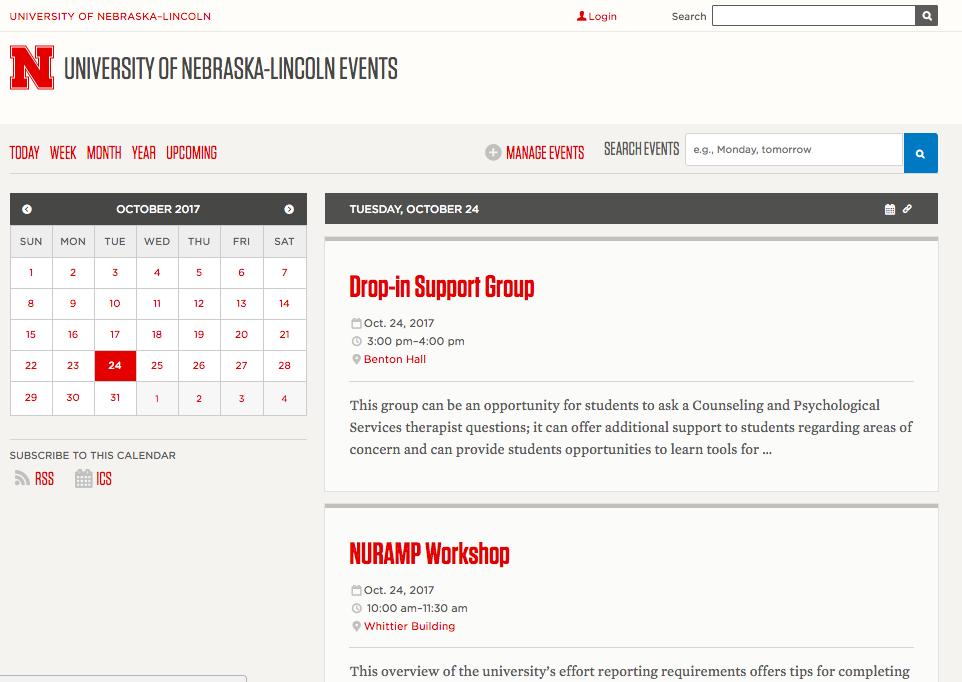 UNIVERSITY OF NEBRASKA–LINCOLN
Login
Search
N
UNIVERSITY OF NEBRASKA-LINCOLN EVENTS
TODAY WEEK MONTH YEAR UPCOMING
MANAGE EVENTS
SEARCH EVENTS
e.g., Monday, tomorrow
OCTOBER 2017
SUN MON TUE WED THU FRI SAT
1 2 3 4 5 6 7
8 9 10 11 12 13 14
15 16 17 18 19 20 21
22 23 24 25 26 27 28
29 30 31 1 2 3 4
SUBSCRIBE TO THIS CALENDAR
RSS ICS
TUESDAY, OCTOBER 24
Drop-in Support Group
Oct. 24, 2017
3:00 pm–4:00 pm
Benton Hall
This group can be an opportunity for students to ask a Counseling and Psychological
Services therapist questions; it can offer additional support to students regarding areas of
concern and can provide students opportunities to learn tools for ...
NURAMP Workshop
Oct. 24, 2017
10:00 am–11:30 am
Whittier Building
This overview of the university's effort reporting requirements offers tips for completing